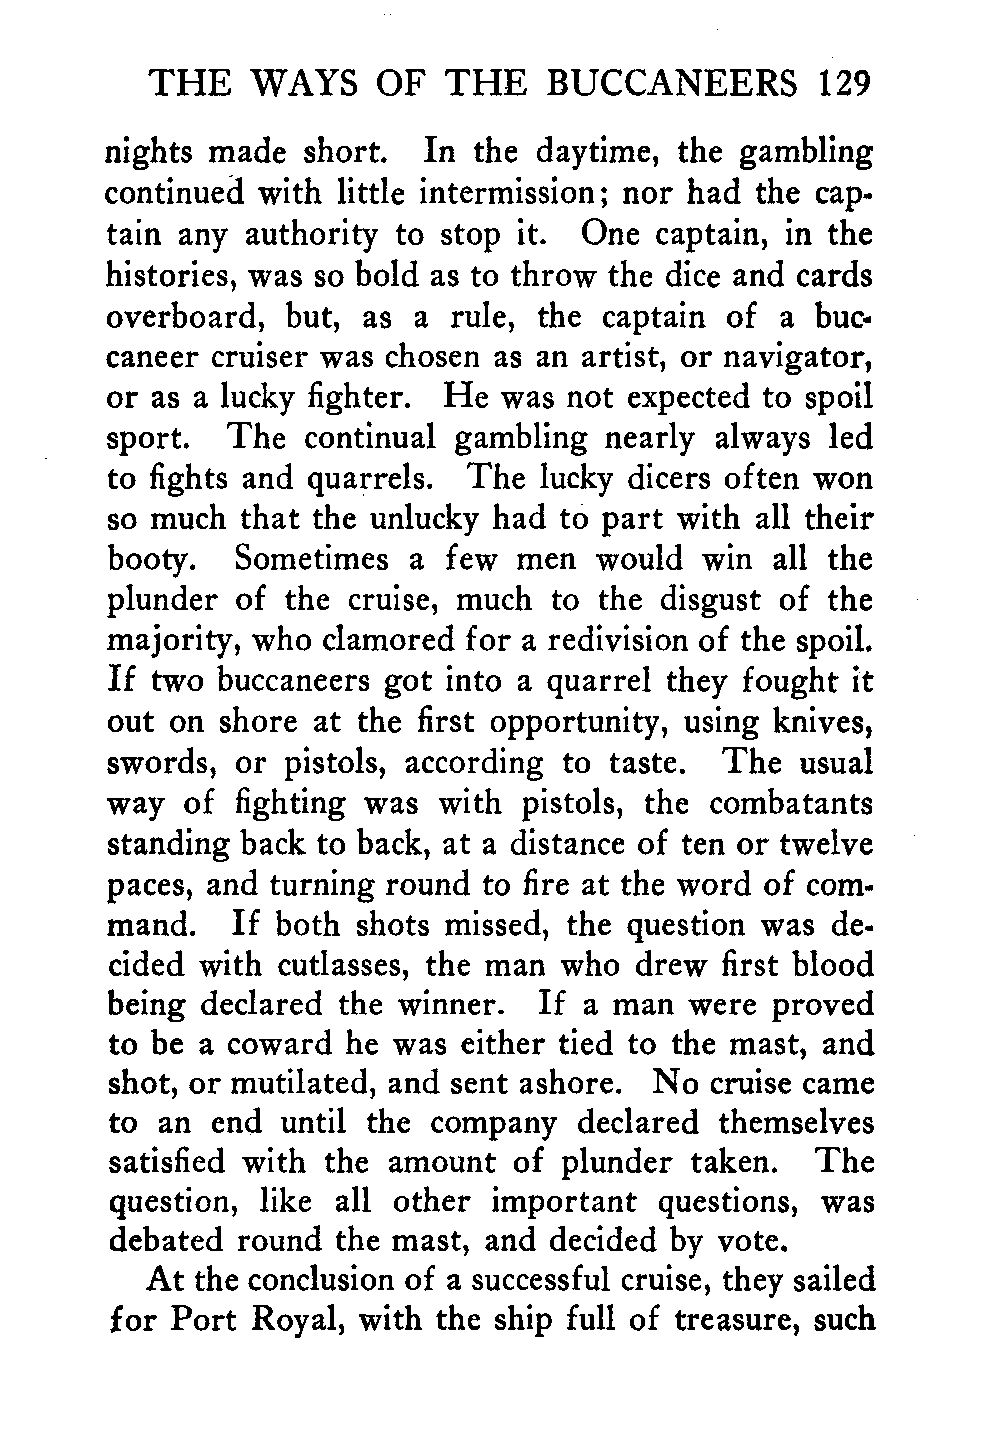 THE WAYS OF THE BUCCANEERS 129
nights made short. In the daytime, the gambling
continued with little intermission; nor had the cap-
tain any authority to stop it. One captain, in the
histories, was so bold as to throw the dice and cards
overboard, but, as a rule, the captain of a buc-
caneer cruiser was chosen as an artist, or navigator,
or as a lucky fighter. He was not expected to spoil
sport. The continual gambling nearly always led
to fights and quarrels. The lucky dicers often won
so much that the unlucky had to part with all their
booty. Sometimes a few men would win all the
plunder of the cruise, much to the disgust of the
majority, who clamored for a redivision of the spoil.
If two buccaneers got into a quarrel they fought it
out on shore at the first opportunity, using knives,
swords, or pistols, according to taste. The usual
way of fighting was with pistols, the combatants
standing back to back, at a distance of ten or twelve
paces, and turning round to fire at the word of com-
mand. If both shots missed, the question was de-
cided with cutlasses, the man who drew first blood
being declared the winner. If a man were proved
to be a coward he was either tied to the mast, and
shot, or mutilated, and sent ashore. No cruise came
to an end until the company declared themselves
satisfied with the amount of plunder taken. The
question, like all other important questions, was
debated round the mast, and decided by vote.
At the conclusion of a successful cruise, they sailed
for Port Royal, with the ship full of treasure, such